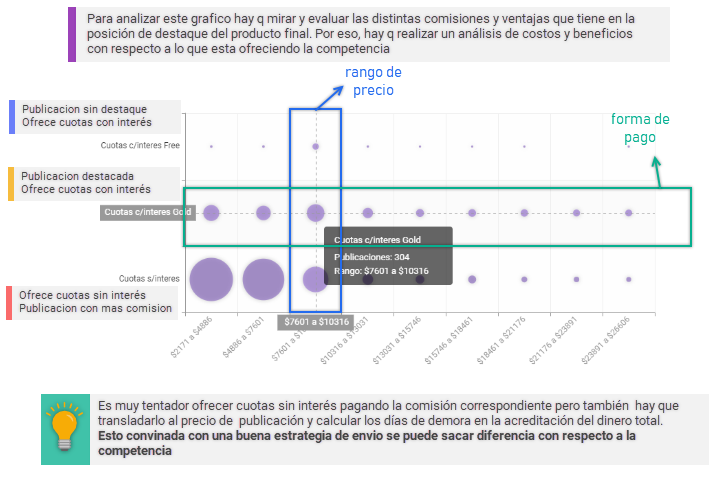 Para analizar este grafico hay q mirar y evaluar las distintas comisiones y ventajas que tiene en la
posición de destaque del producto final. Por eso, hay q realizar un análisis de costos y beneficios
con respecto a lo que esta ofreciendo la competencia
rango de
precio
Publicacion sin destaque
Ofrece cuotas con interés
forma de
pago
Cuotas c/interes Free
Publicacion destacada
Ofrece cuotas con interés
Cuotas c/interes Gold
Cuotas c/interes Gold
Publicaciones: 304
Rango: $7601 a $10316
Cuotas s/interes
Ofrece cuotas sin interés
Publicacion con mas comision
$7601 a $10316
$2171 a $4886
$4886 a $7601
$7601 a
$10316 a $13031
$13031 a $15746
$15746 a $18461
$18461 a $21176
$21176 a $23891
$23891 a $26606
Es muy tentador ofrecer cuotas sin interés pagando la comisión correspondiente pero también hay que
transladarlo al precio de publicación y calcular los días de demora en la acreditación del dinero total.
Esto convinada con una buena estrategia de envio se puede sacar diferencia con respecto a la
competencia